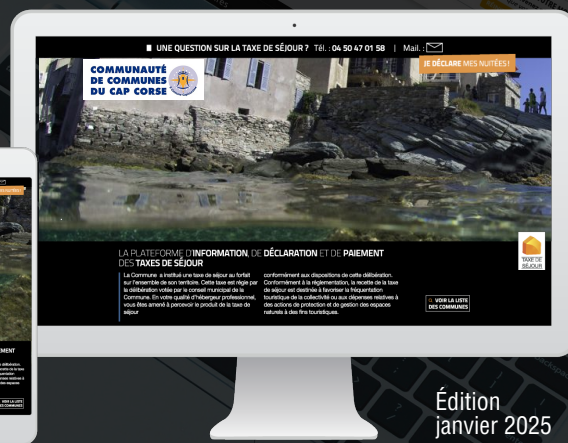 UNE QUESTION SUR LA TAXE DE SÉJOUR ? Tél. : 04 50 47 01 58 | Mail. :
JE DÉCLARE MES NUITÉES !
COMMUNAUTÉ
DE COMMUNES
DU CAP CORSE
LA PLATEFORME D'INFORMATION, DE DÉCLARATION ET DE PAIEMENT
DES TAXES DE SÉJOUR
La Commune a institué une taxe de séjour au forfait
sur l'ensemble de son territoire. Cette taxe est régie par
la délibération votée par le conseil municipal de la
Commune. En votre qualité d'hébergeur professionnel,
vous êtes amené à percevoir le produit de la taxe de
séjour
conformément aux dispositions de cette délibération.
Conformément à la réglementation, la recette de la taxe
de séjour est destinée à favoriser la fréquentation
touristique de la collectivité ou aux dépenses relatives à
des actions de protection et de gestion des espaces
naturels à des fins touristiques.
TAXE DE
SÉJOUR
VOIR LA LISTE
DES COMMUNES
Édition
janvier 2025